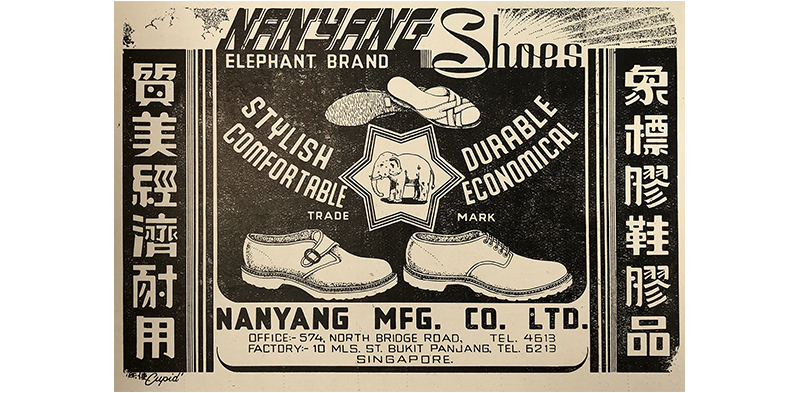 NANYANG Shoes
ELEPHANT BRAND
質美經濟耐用
STYLISH
COMFORTABLE
DURABLE
ECONOMICAL
TRADE MARK
象標膠鞋膠品
NANYANG MFG. CO. LTD.
OFFICE:- 574, NORTH BRIDGE ROAD, TEL. 4613
FACTORY:- 10 MLS. ST. BUKIT PANJANG, TEL. 6213
SINGAPORE.
Cupid